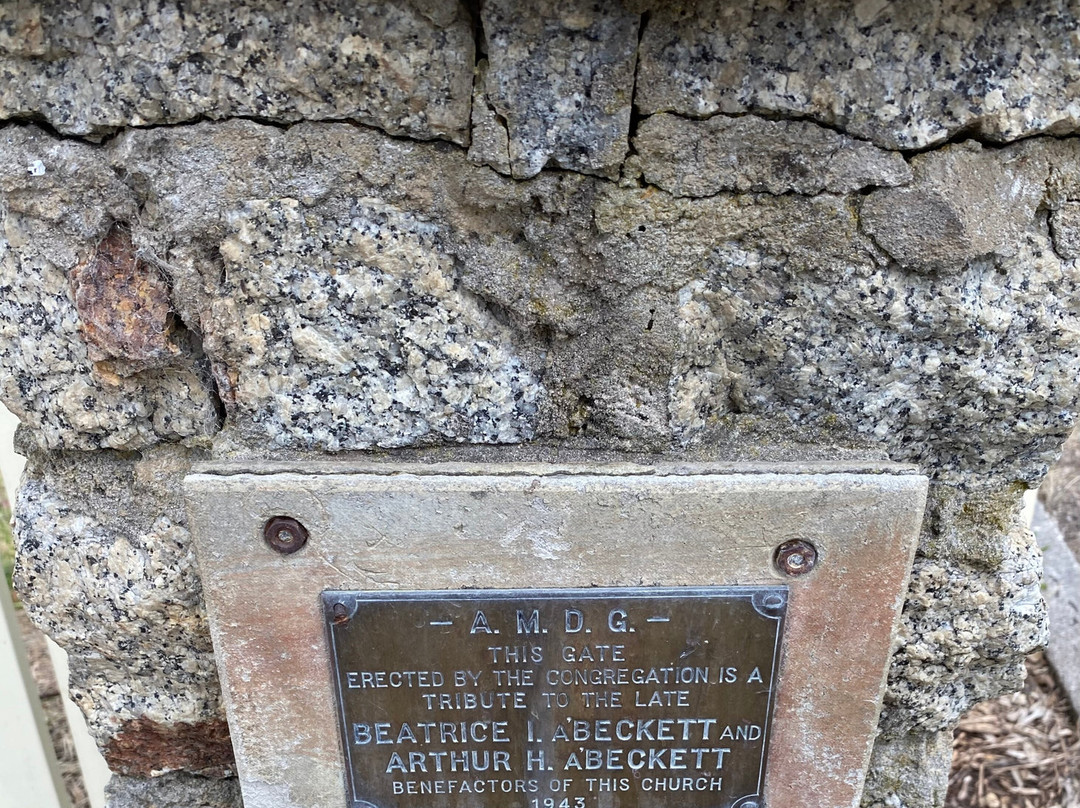 - A. M. D. G. -
THIS GATE
ERECTED BY THE CONGREGATION IS A
TRIBUTE TO THE LATE
BEATRICE I. A'BECKETT AND
ARTHUR H. A'BECKETT
BENEFACTORS OF THIS CHURCH
1943